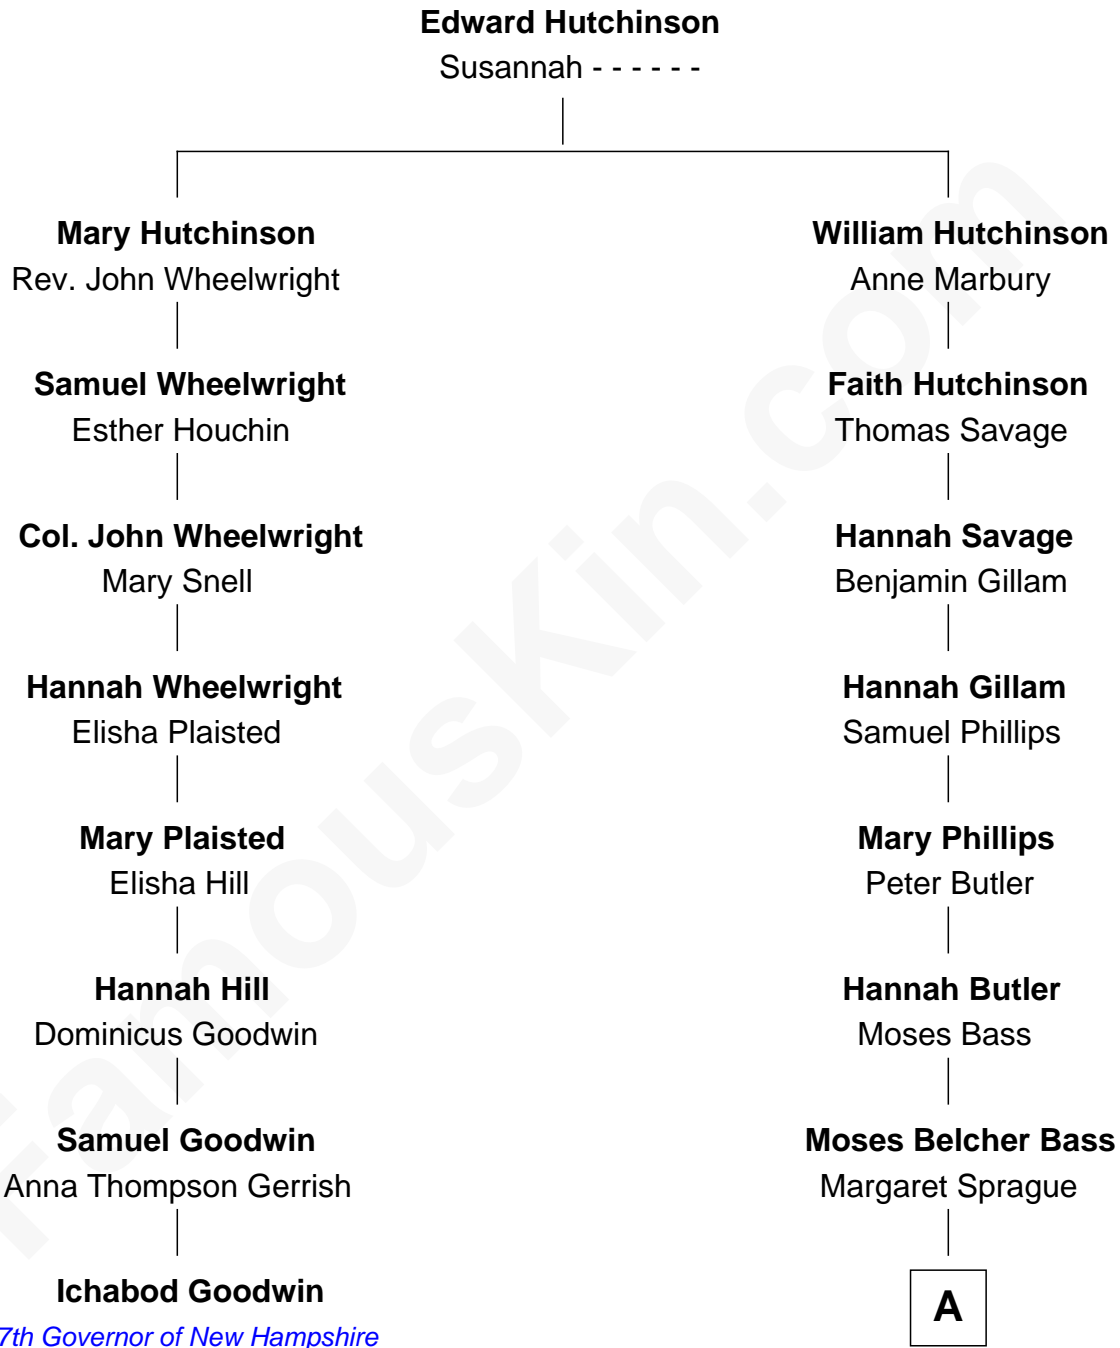 Edward Hutchinson
Susannah - - - - - -
Mary Hutchinson
Rev. John Wheelwright
William Hutchinson
Anne Marbury
Samuel Wheelwright
Esther Houchin
Faith Hutchinson
Thomas Savage
Col. John Wheelwright
Mary Snell
Hannah Savage
Benjamin Gillam
Hannah Wheelwright
Elisha Plaisted
Hannah Gillam
Samuel Phillips
Mary Plaisted
Elisha Hill
Mary Phillips
Peter Butler
Hannah Hill
Dominicus Goodwin
Hannah Butler
Moses Bass
Samuel Goodwin
Anna Thompson Gerrish
Moses Belcher Bass
Margaret Sprague
Ichabod Goodwin
7th Governor of New Hampshire
A
FamousKin.com